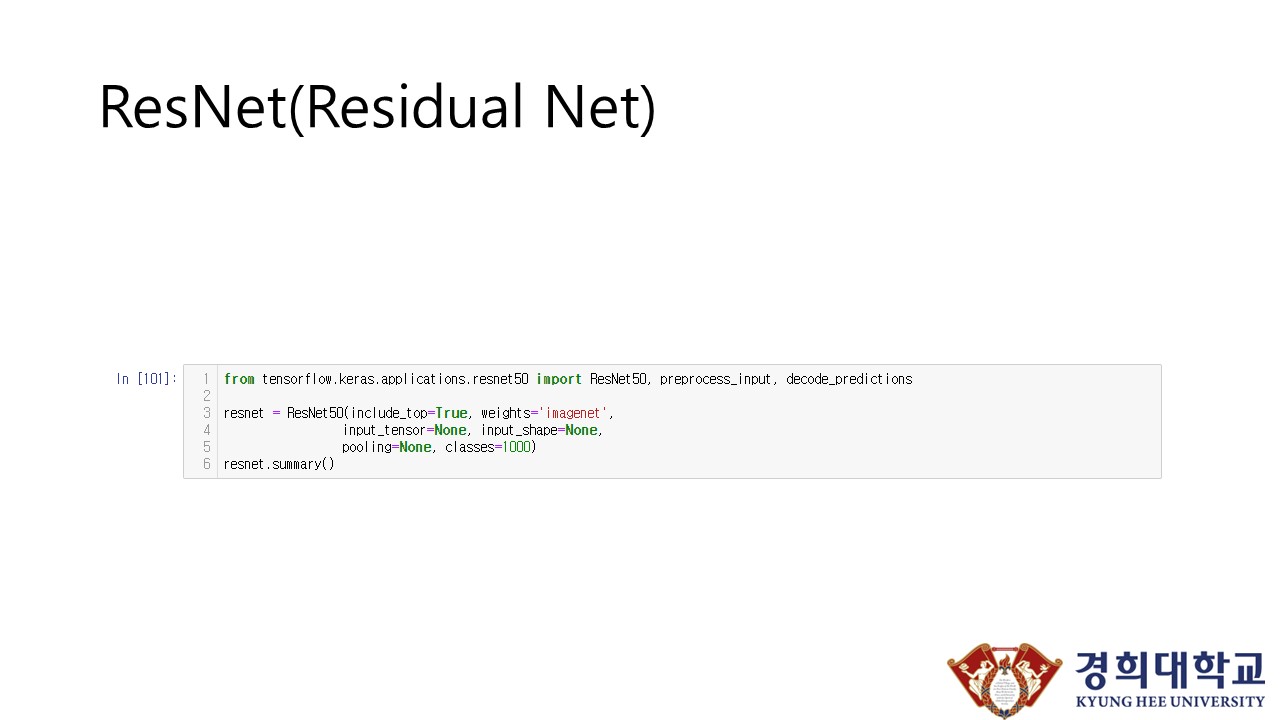 ResNet(Residual Net)
In [101]:
1 from tensorflow.keras.applications.resnet50 import ResNet50, preprocess_input, decode_predictions
2
3 resnet = ResNet50(include_top=True, weights='imagenet',
4 input_tensor=None, input_shape=None,
5 pooling=None, classes=1000)
6 resnet.summary()
경희대학교
KYUNG HEE UNIVERSITY